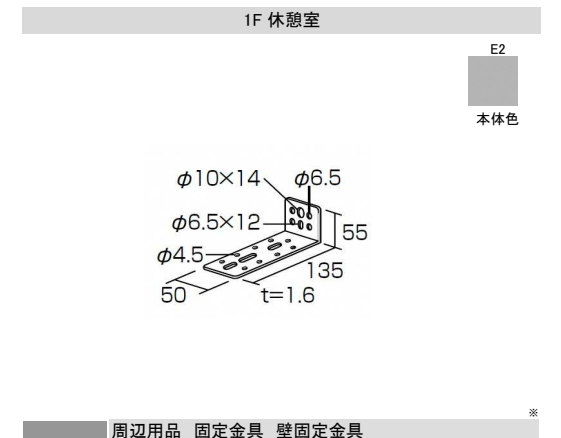 1F 休憩室
E2
本体色
φ10×14 φ6.5
φ6.5×12
55
φ4.5
135
50
t=1.6
※
周辺用品 固定金具 壁固定金具